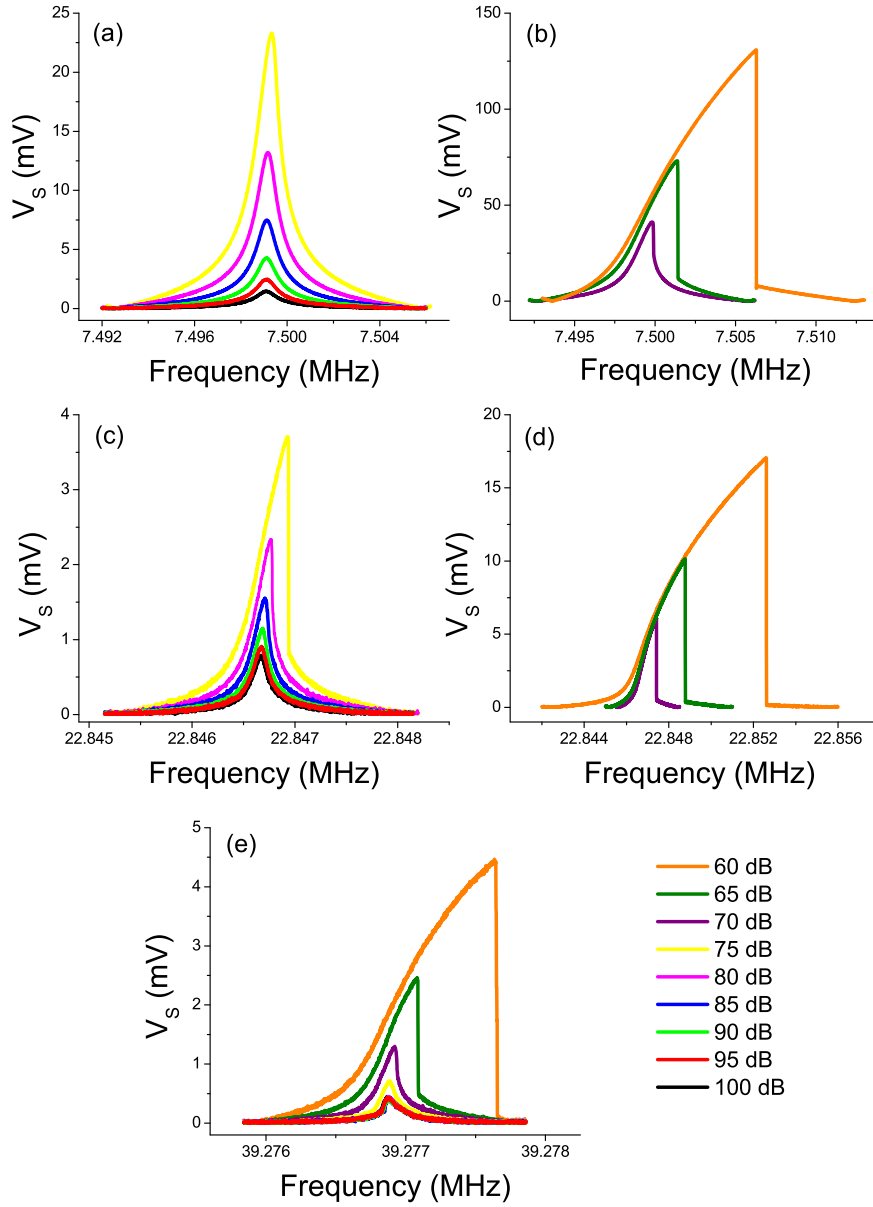 (a)
25
20
15
10
5
0
V_S (mV)
7.492 7.496 7.500 7.504
Frequency (MHz)
(b)
150
100
50
0
V_S (mV)
7.495 7.500 7.505 7.510
Frequency (MHz)
(c)
4
3
2
1
0
V_S (mV)
22.845 22.846 22.847 22.848
Frequency (MHz)
(d)
20
15
10
5
0
V_S (mV)
22.844 22.848 22.852 22.856
Frequency (MHz)
(e)
5
4
3
2
1
0
V_S (mV)
39.276 39.277 39.278
Frequency (MHz)
60 dB
65 dB
70 dB
75 dB
80 dB
85 dB
90 dB
95 dB
100 dB